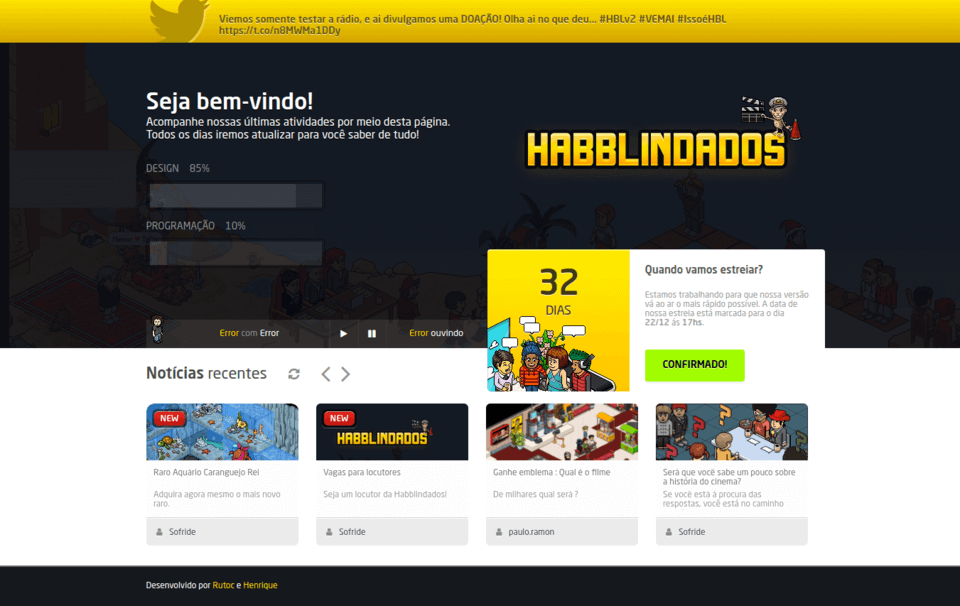 Viemos somente testar a rádio, e ai divulgamos uma DOAÇÃO! Olha ai no que deu... #HBLv2 #VEMAI #IssoéHBL
https://t.co/n8MWMa1DDy
Seja bem-vindo!
Acompanhe nossas últimas atividades por meio desta página.
Todos os dias iremos atualizar para você saber de tudo!
HABBLINDADOS
DESIGN 85%
PROGRAMAÇÃO 10%
32
DIAS
Quando vamos estreiar?
Estamos trabalhando para que nossa versão
vá ao ar o mais rápido possível. A data de
nossa estreia está marcada para o dia
22/12 às 17hs.
CONFIRMADO!
Error com Error
Error ouvindo
Notícias recentes
NEW
Raro Aquário Caranguejo Rei
Adquira agora mesmo o mais novo
raro.
Sofride
NEW
HABBLINDADOS
Vagas para locutores
Seja um locutor da Habblindados!
Sofride
Ganhe emblema : Qual é o filme
De milhares qual será ?
paulo.ramon
Será que você sabe um pouco sobre
a história do cinema?
Se você está à procura das
respostas, você está no caminho
Sofride
Desenvolvido por Rutoc e Henrique